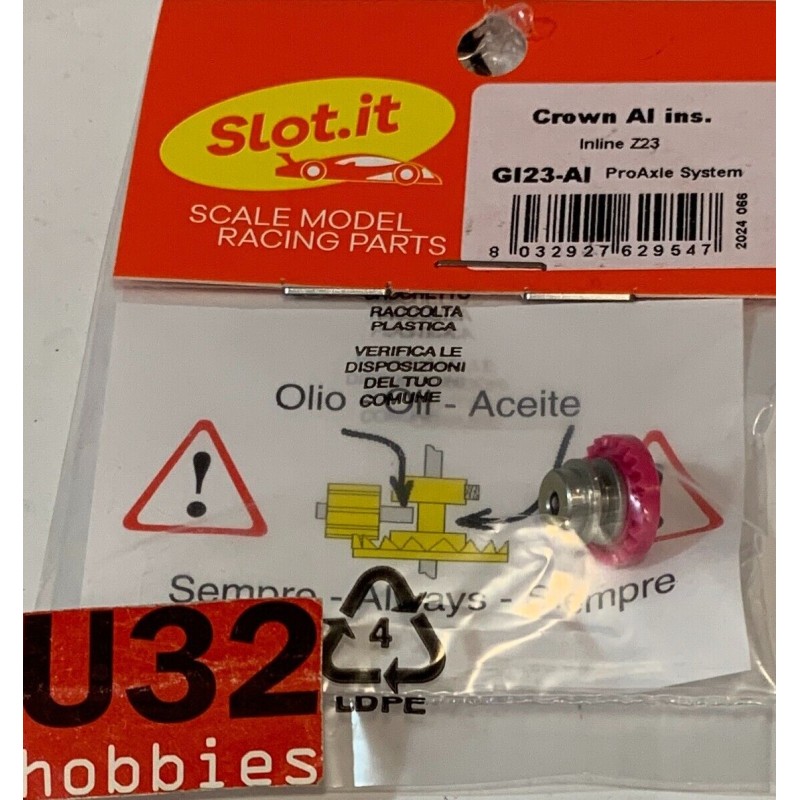 Slot.it
SCALE MODEL
RACING PARTS
Crown Al ins.
Inline Z23
GI23-Al ProAxle System
8 032927 629547
2024 066
RACCOLTA
PLASTICA
VERIFICA LE
DISPOSIZIONI
DEL TUO
COMUNE
Olio - Oil - Aceite
!
Sempre - Always - Siempre
4
LDPE
U32
hobbies